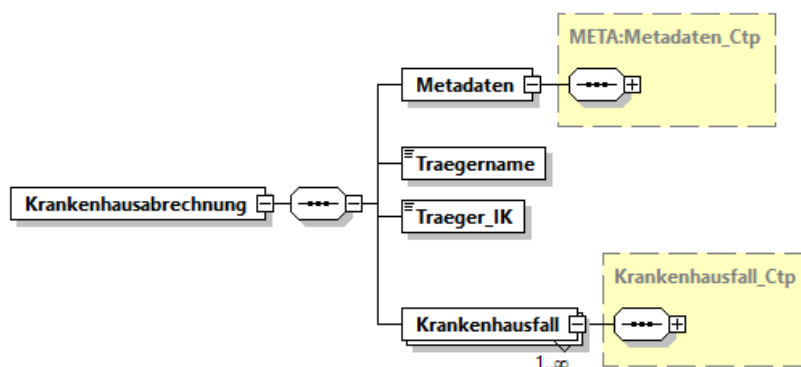 META:Metadaten_Ctp
Metadaten
Traegername
Krankenhausabrechnung
Traeger_IK
Krankenhausfall_Ctp
Krankenhausfall
1..∞